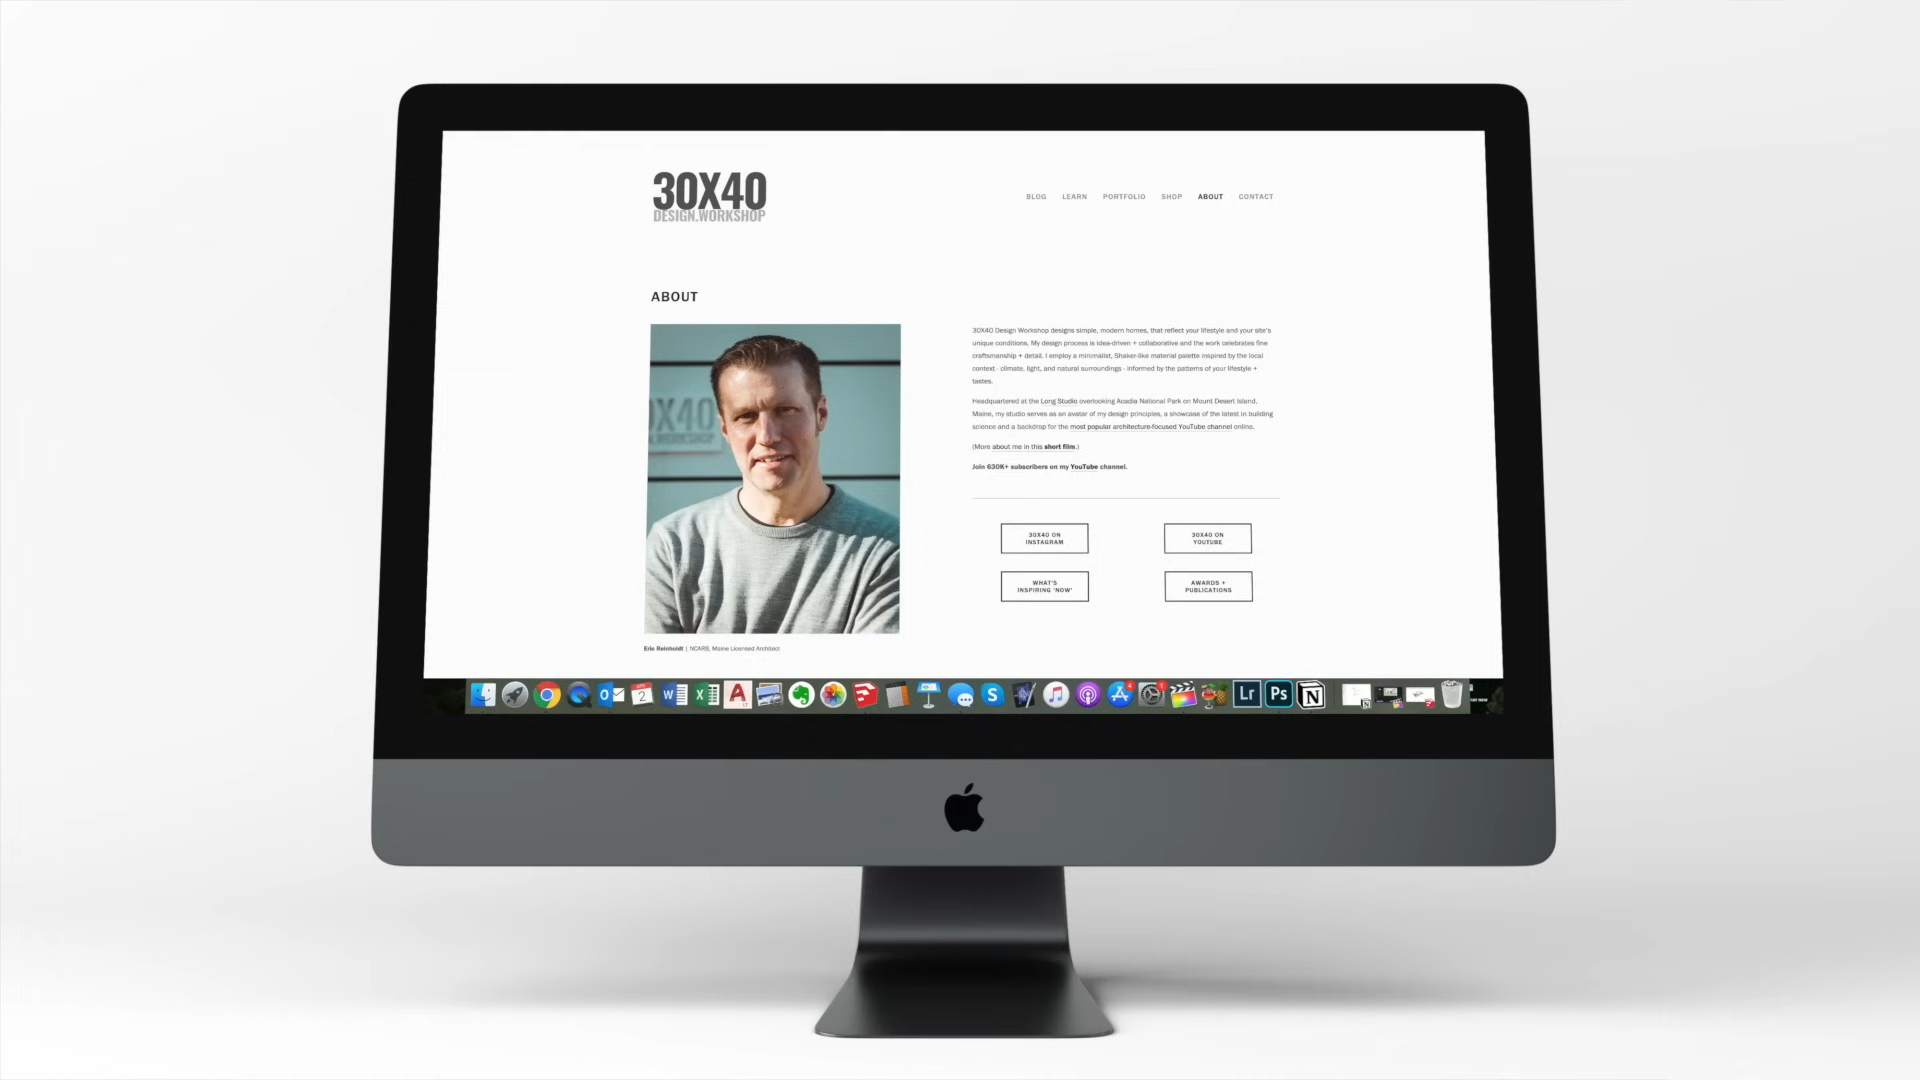 30X40
DESIGN.WORKSHOP
BLOG LEARN PORTFOLIO SHOP ABOUT CONTACT
ABOUT
X40
30X40 Design Workshop designs simple, modern homes, that reflect your lifestyle and your site's
unique conditions. My design process is idea-driven + collaborative and the work celebrates fine
craftsmanship + detail. I employ a minimalist, Shaker-like material palette inspired by the local
context - climate, light, and natural surroundings - informed by the patterns of your lifestyle +
tastes.
Headquartered at the Long Studio overlooking Acadia National Park on Mount Desert Island,
Maine, my studio serves as an avatar of my design principles, a showcase of the latest in building
science and a backdrop for the most popular architecture-focused YouTube channel online.
(More about me in this short film.)
Join 630K+ subscribers on my YouTube channel.
30X40 ON
INSTAGRAM
30X40 ON
YOUTUBE
WHAT'S
INSPIRING 'NOW'
AWARDS +
PUBLICATIONS
Eric Reinholdt | NCARB, Maine Licensed Architect
O 2 W X A S 4 1 Lr Ps N